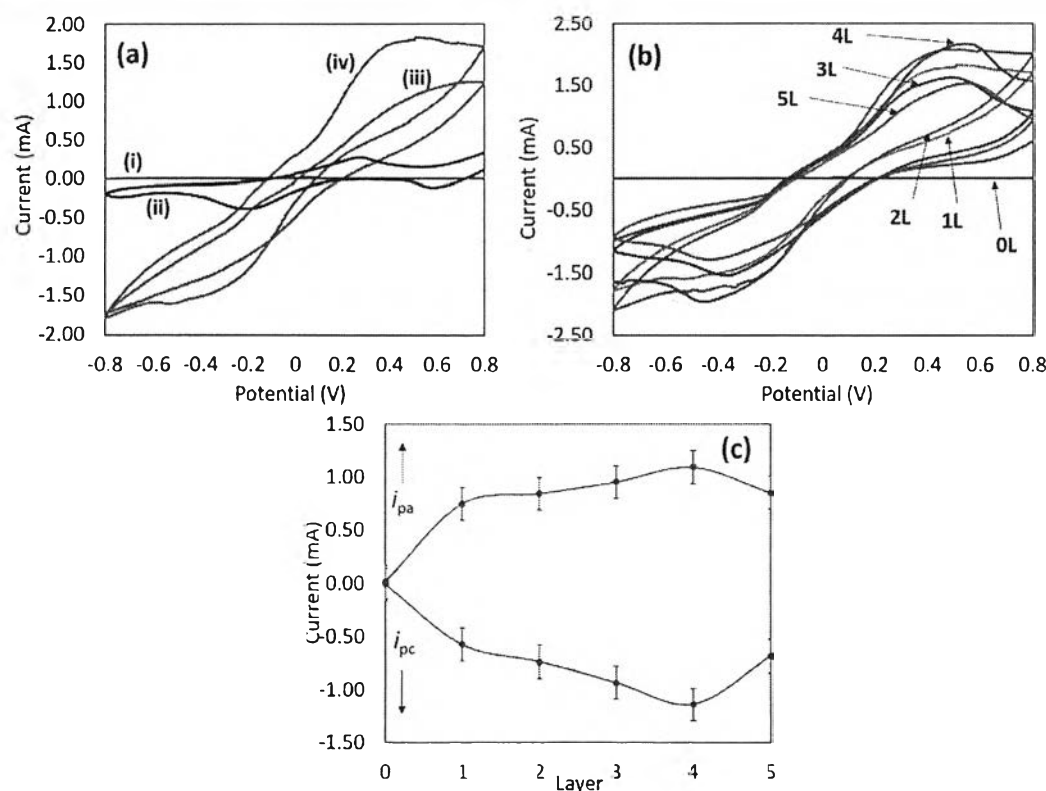 (a)
Current (mA)
2.00
1.50
1.00
0.50
0.00
-0.50
-1.00
-1.50
-2.00
(iv)
(iii)
(i)
(ii)
-0.8 -0.6 -0.4 -0.2 0 0.2 0.4 0.6 0.8
Potential (V)
(b)
Current (mA)
2.50
1.50
0.50
-0.50
-1.50
-2.50
4L
3L
5L
2L 1L 0L
-0.8 -0.6 -0.4 -0.2 0 0.2 0.4 0.6 0.8
Potential (V)
(c)
Current (mA)
1.50
1.00
0.50
0.00
-0.50
-1.00
-1.50
ipa
ipc
0 1 2 3 4 5
Layer